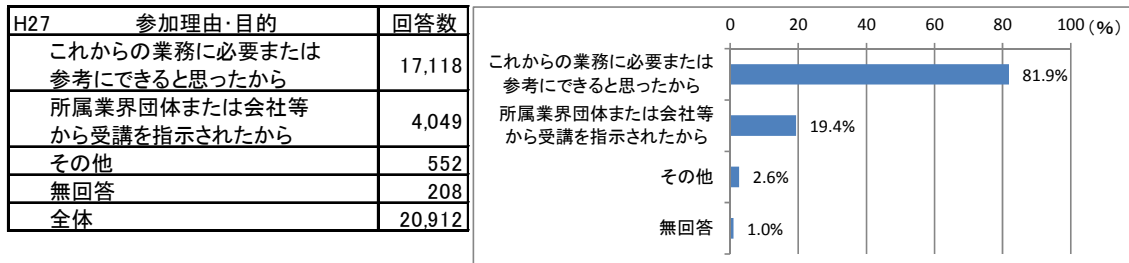 H27 参加理由・目的 回答数
これからの業務に必要または
参考にできると思ったから 17,118
所属業界団体または会社等
から受講を指示されたから 4,049
その他 552
無回答 208
全体 20,912
0 20 40 60 80 100 (%)
これからの業務に必要または
参考にできると思ったから 81.9%
所属業界団体または会社等
から受講を指示されたから 19.4%
その他 2.6%
無回答 1.0%